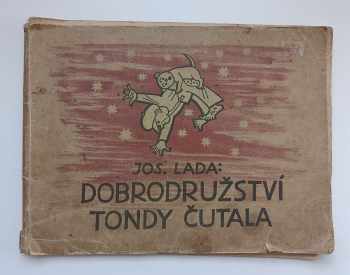 JOS. LADA:
DOBRODRUŽSTVÍ
TONDY ČUTALA